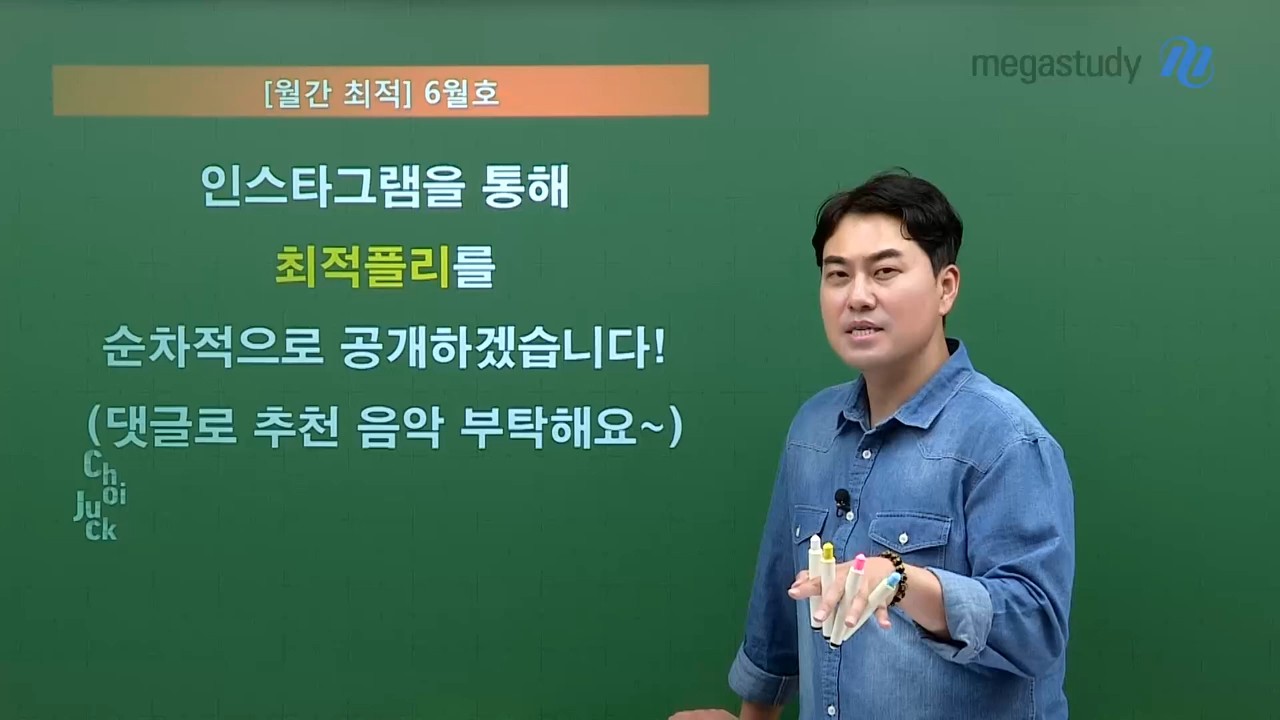 megastudy
[월간 최적] 6월호
인스타그램을 통해
최적플리를
순차적으로 공개하겠습니다!
(댓글로 추천 음악 부탁해요~)
Choi
Juck